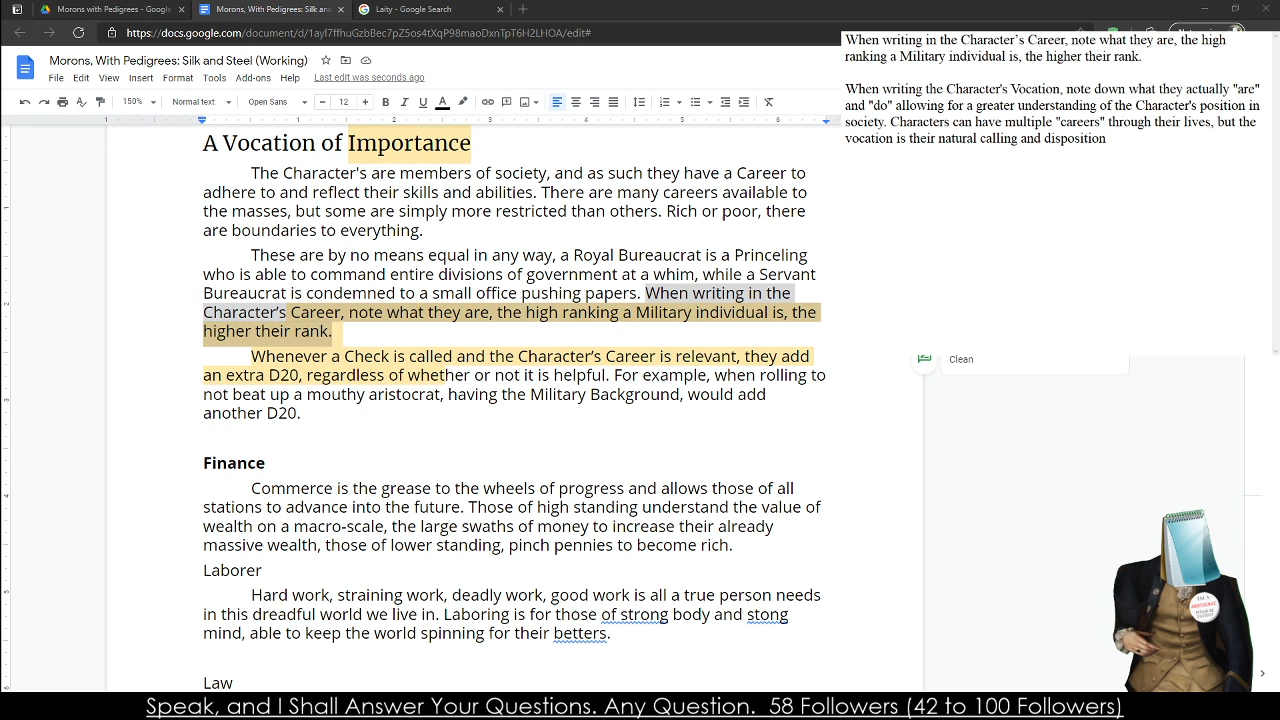 Morons with Pedigrees - Google
Morons, With Pedigrees: Silk and
Laity - Google Search
https://docs.google.com/document/d/1ayI7ffhuGzbBec7pZ5os4tXqP98maoDxnTpT6H2LHOA/edit#
Morons, With Pedigrees: Silk and Steel (Working)
File Edit View Insert Format Tools Add-ons Help Last edit was seconds ago
150% Normal text Open Sans 12
When writing in the Character's Career, note what they are, the high
ranking a Military individual is, the higher their rank.
When writing the Character's Vocation, note down what they actually "are"
and "do" allowing for a greater understanding of the Character's position in
society. Characters can have multiple "careers" through their lives, but the
vocation is their natural calling and disposition
A Vocation of Importance
The Character's are members of society, and as such they have a Career to
adhere to and reflect their skills and abilities. There are many careers available to
the masses, but some are simply more restricted than others. Rich or poor, there
are boundaries to everything.
These are by no means equal in any way, a Royal Bureaucrat is a Princeling
who is able to command entire divisions of government at a whim, while a Servant
Bureaucrat is condemned to a small office pushing papers. When writing in the
Character's Career, note what they are, the high ranking a Military individual is, the
higher their rank.
Whenever a Check is called and the Character's Career is relevant, they add
an extra D20, regardless of whether or not it is helpful. For example, when rolling to
not beat up a mouthy aristocrat, having the Military Background, would add
another D20.
Clean
Finance
Commerce is the grease to the wheels of progress and allows those of all
stations to advance into the future. Those of high standing understand the value of
wealth on a macro-scale, the large swaths of money to increase their already
massive wealth, those of lower standing, pinch pennies to become rich.
Laborer
Hard work, straining work, deadly work, good work is all a true person needs
in this dreadful world we live in. Laboring is for those of strong body and stong
mind, able to keep the world spinning for their betters.
Law
I'M A
ARISTOCRAT
Speak, and I Shall Answer Your Questions. Any Question. 58 Followers (42 to 100 Followers)